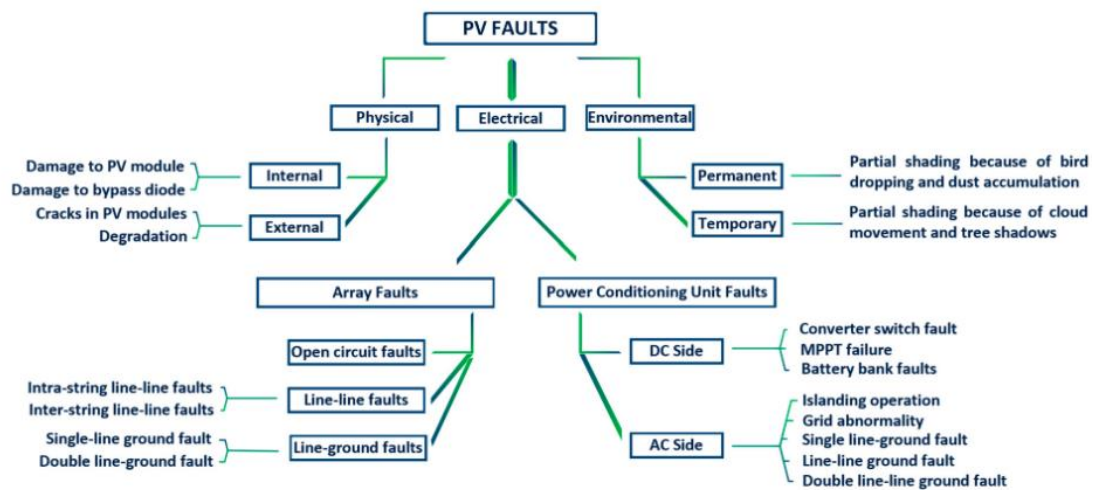 PV FAULTS
Physical
Electrical
Environmental
Damage to PV module
Damage to bypass diode
Internal
Cracks in PV modules
Degradation
External
Permanent
Partial shading because of bird
dropping and dust accumulation
Temporary
Partial shading because of cloud
movement and tree shadows
Array Faults
Power Conditioning Unit Faults
Open circuit faults
Intra-string line-line faults
Inter-string line-line faults
Line-line faults
Single-line ground fault
Double line-ground fault
Line-ground faults
DC Side
Converter switch fault
MPPT failure
Battery bank faults
AC Side
Islanding operation
Grid abnormality
Single line-ground fault
Line-line ground fault
Double line-line ground fault